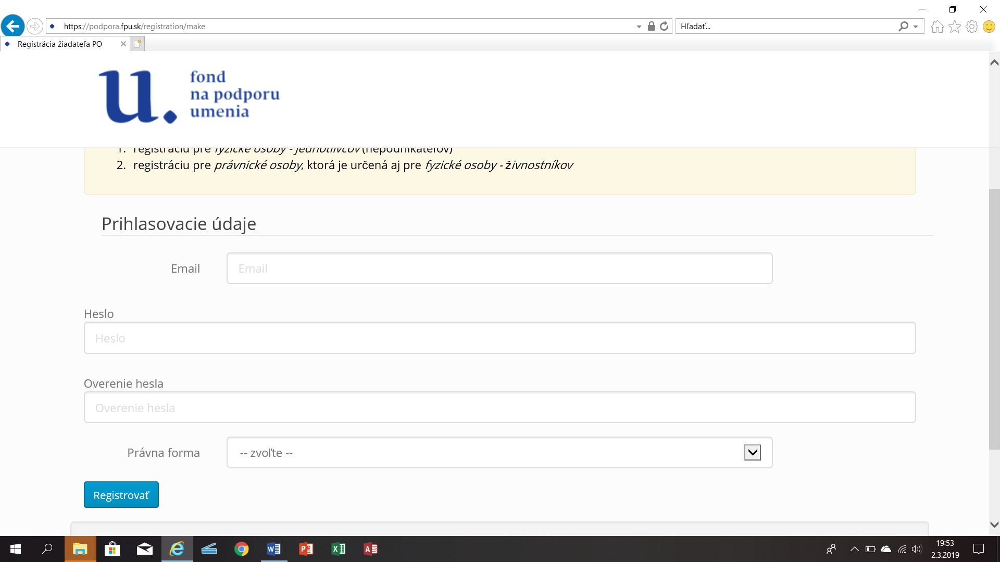 https://podpora.fpu.sk/registration/make
Hľadať...
Registrácia žiadateľa PO
u.
fond
na podporu
umenia
1. registráciu pre fyzické osoby - jednotlivcov (nepodnikateľov)
2. registráciu pre právnické osoby, ktorá je určená aj pre fyzické osoby - živnostníkov
Prihlasovacie údaje
Email
Email
Heslo
Heslo
Overenie hesla
Overenie hesla
Právna forma
-- zvoľte --
Registrovať
19:53
2.3.2019